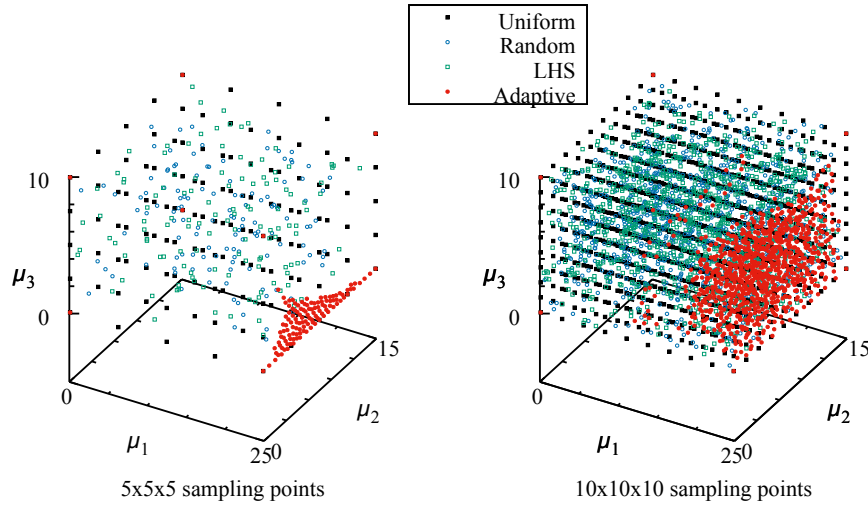 Uniform
Random
LHS
Adaptive
10
μ3
0
0
μ1
25
0
μ2
15
5x5x5 sampling points
10
μ3
0
0
μ1
25
0
μ2
15
10x10x10 sampling points